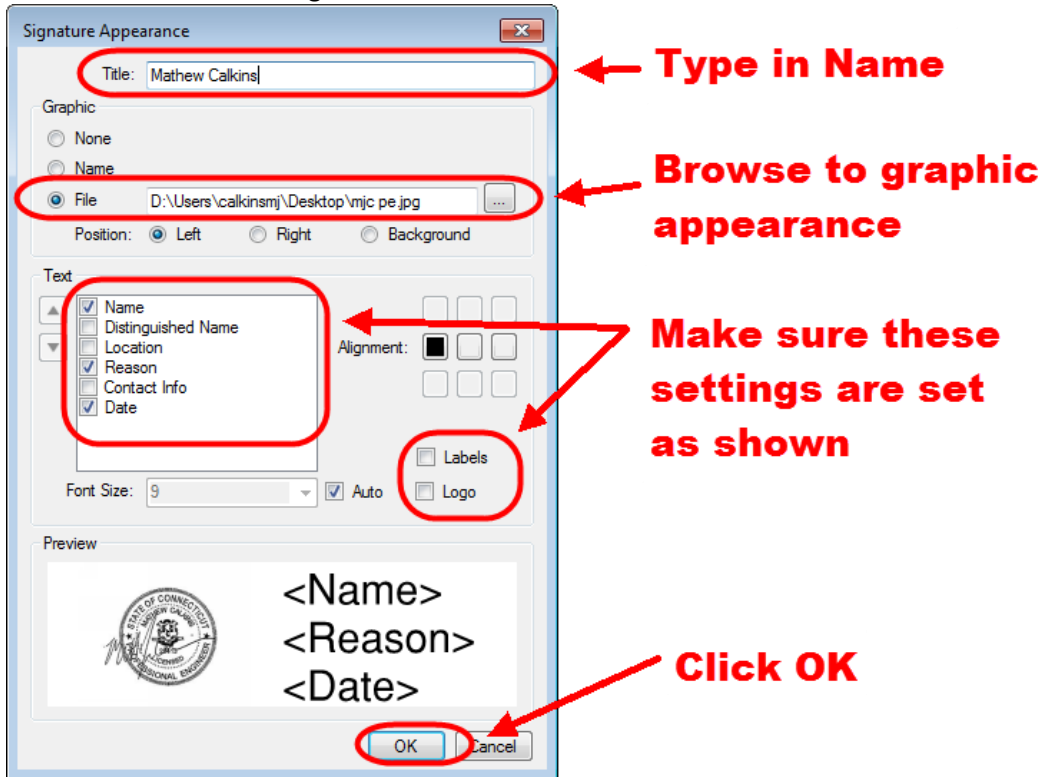 Signature Appearance
Title: Mathew Calkins
Type in Name
Graphic
None
Name
File D:\Users\calkinsmj\Desktop\mjc pe.jpg ...
Browse to graphic
appearance
Position: Left Right Background
Text
Name
Distinguished Name
Location
Reason
Contact Info
Date
Alignment:
Make sure these
settings are set
as shown
Labels
Logo
Font Size: 9 Auto
Preview
STATE OF CONNECTICUT
MATHEW CALKINS
LICENSED
PROFESSIONAL ENGINEER
<Name>
<Reason>
<Date>
Click OK
OK Cancel